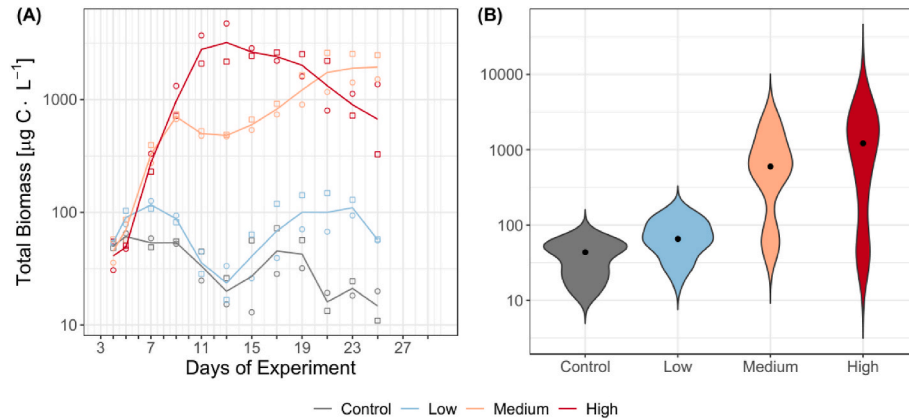 (A)
Total Biomass [µg C · L⁻¹]
1000
100
10
3 7 11 15 19 23 27
Days of Experiment
(B)
10000
1000
100
10
Control Low Medium High
Control Low Medium High